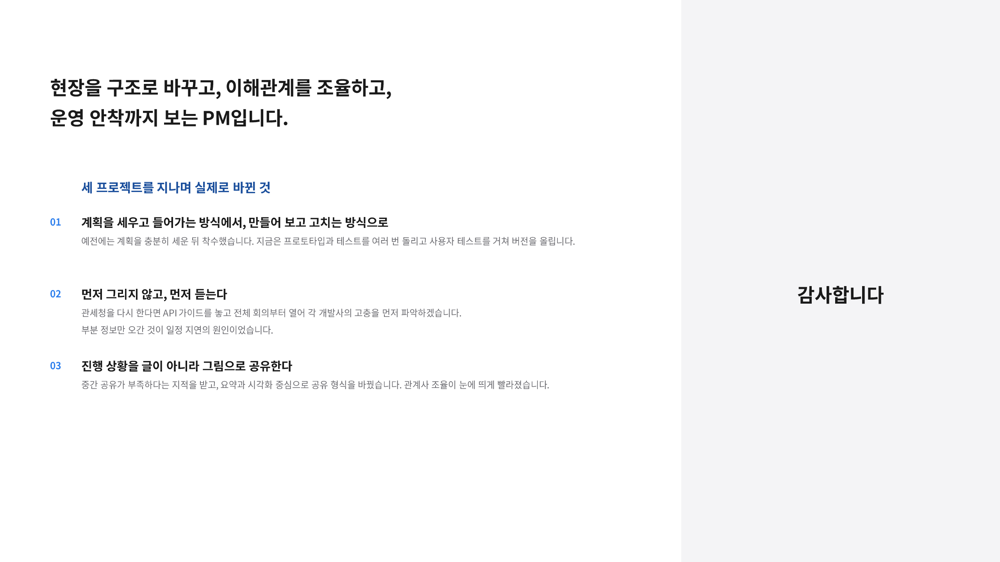 현장을 구조로 바꾸고, 이해관계를 조율하고,
운영 안착까지 보는 PM입니다.
세 프로젝트를 지나며 실제로 바뀐 것
01 계획을 세우고 들어가는 방식에서, 만들어 보고 고치는 방식으로
예전에는 계획을 충분히 세운 뒤 착수했습니다. 지금은 프로토타입과 테스트를 여러 번 돌리고 사용자 테스트를 거쳐 버전을 올립니다.
02 먼저 그리지 않고, 먼저 듣는다
관세청을 다시 한다면 API 가이드를 놓고 전체 회의부터 열어 각 개발사의 고충을 먼저 파악하겠습니다.
부분 정보만 오간 것이 일정 지연의 원인이었습니다.
03 진행 상황을 글이 아니라 그림으로 공유한다
중간 공유가 부족하다는 지적을 받고, 요약과 시각화 중심으로 공유 형식을 바꿨습니다. 관계사 조율이 눈에 띄게 빨라졌습니다.
감사합니다